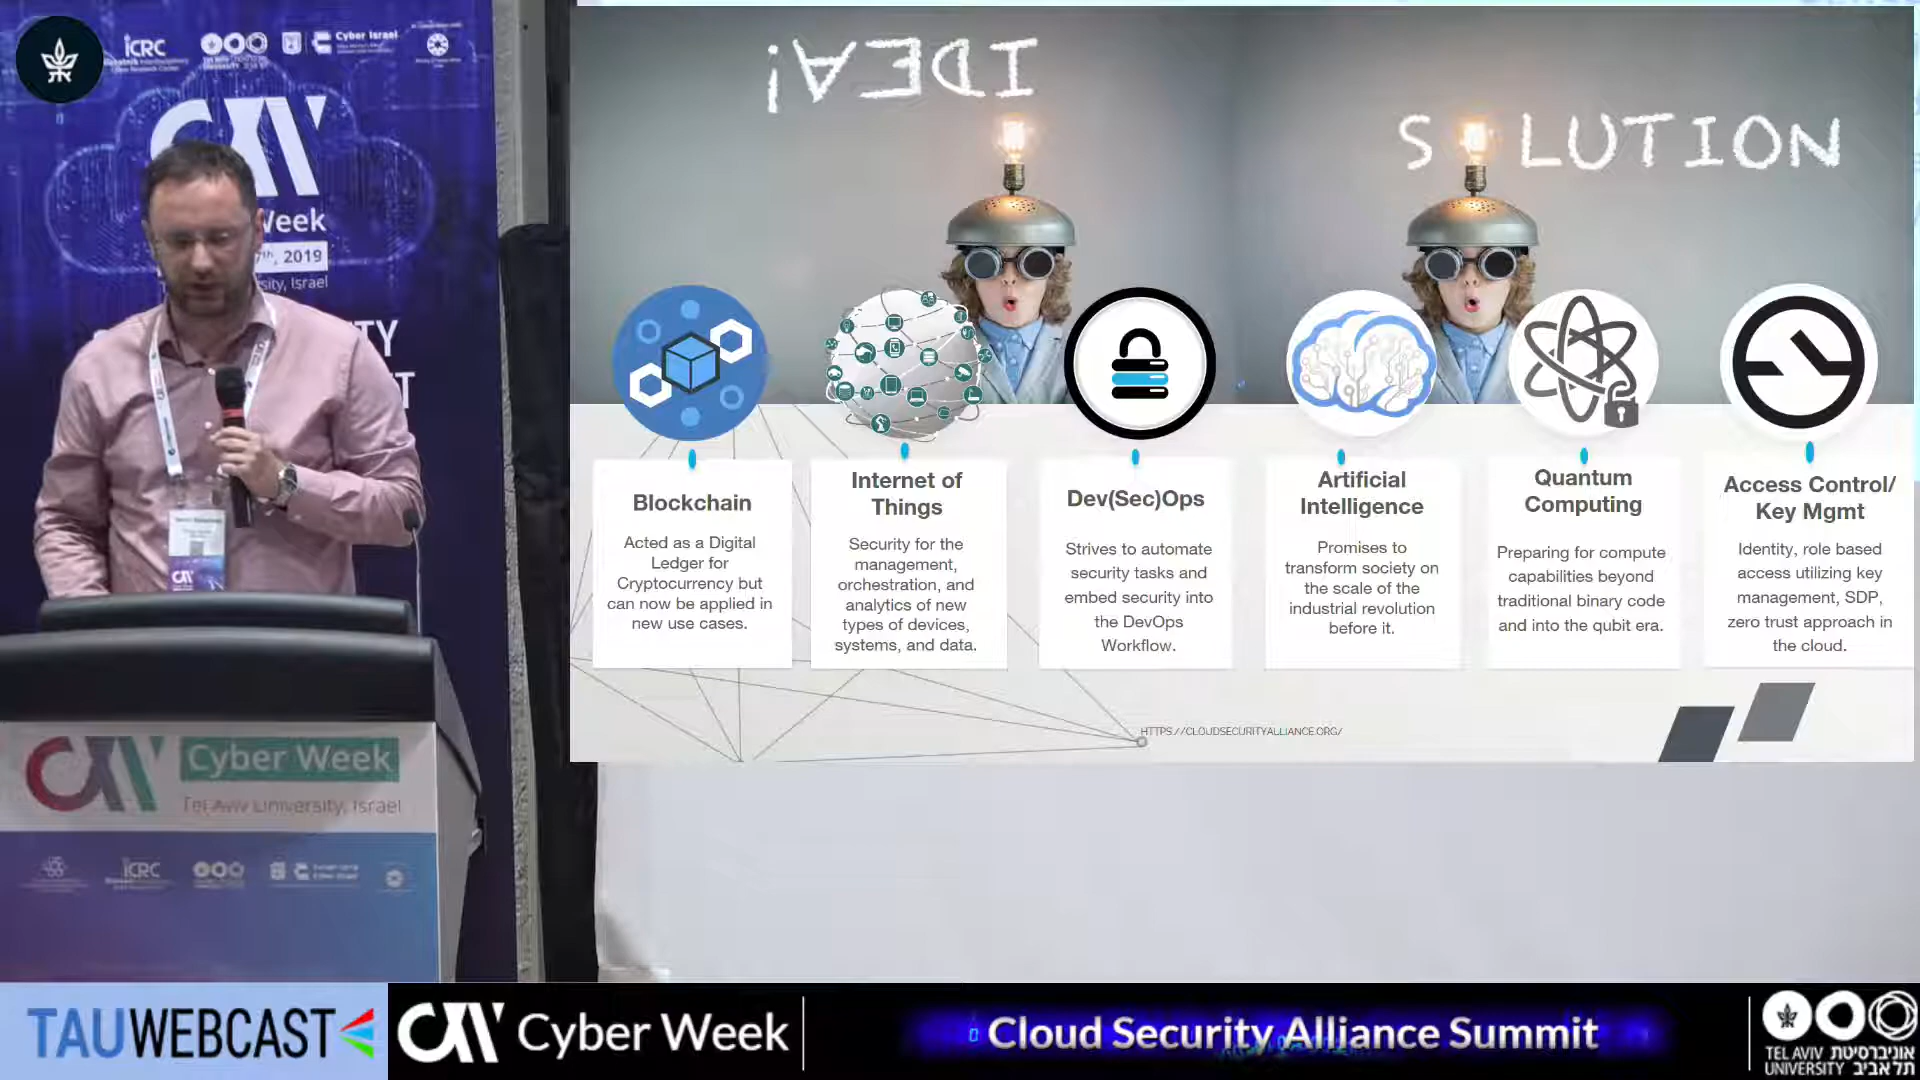 ICRC
Cyber Israel
Week
7th, 2019
sity, Israel
TY
T
IDEA!
S LUTION
Blockchain
Acted as a Digital
Ledger for
Cryptocurrency but
can now be applied in
new use cases.
Internet of
Things
Security for the
management,
orchestration, and
analytics of new
types of devices,
systems, and data.
Dev(Sec)Ops
Strives to automate
security tasks and
embed security into
the DevOps
Workflow.
Artificial
Intelligence
Promises to
transform society on
the scale of the
industrial revolution
before it.
Quantum
Computing
Preparing for compute
capabilities beyond
traditional binary code
and into the qubit era.
Access Control/
Key Mgmt
Identity, role based
access utilizing key
management, SDP,
zero trust approach in
the cloud.
HTTPS://CLOUDSECURITYALLIANCE.ORG/
Cyber Week
Tel Aviv University, Israel
ICRC
TAUWEBCAST
Cyber Week
Cloud Security Alliance Summit
TEL AVIV אוניברסיטת
UNIVERSITY תל אביב